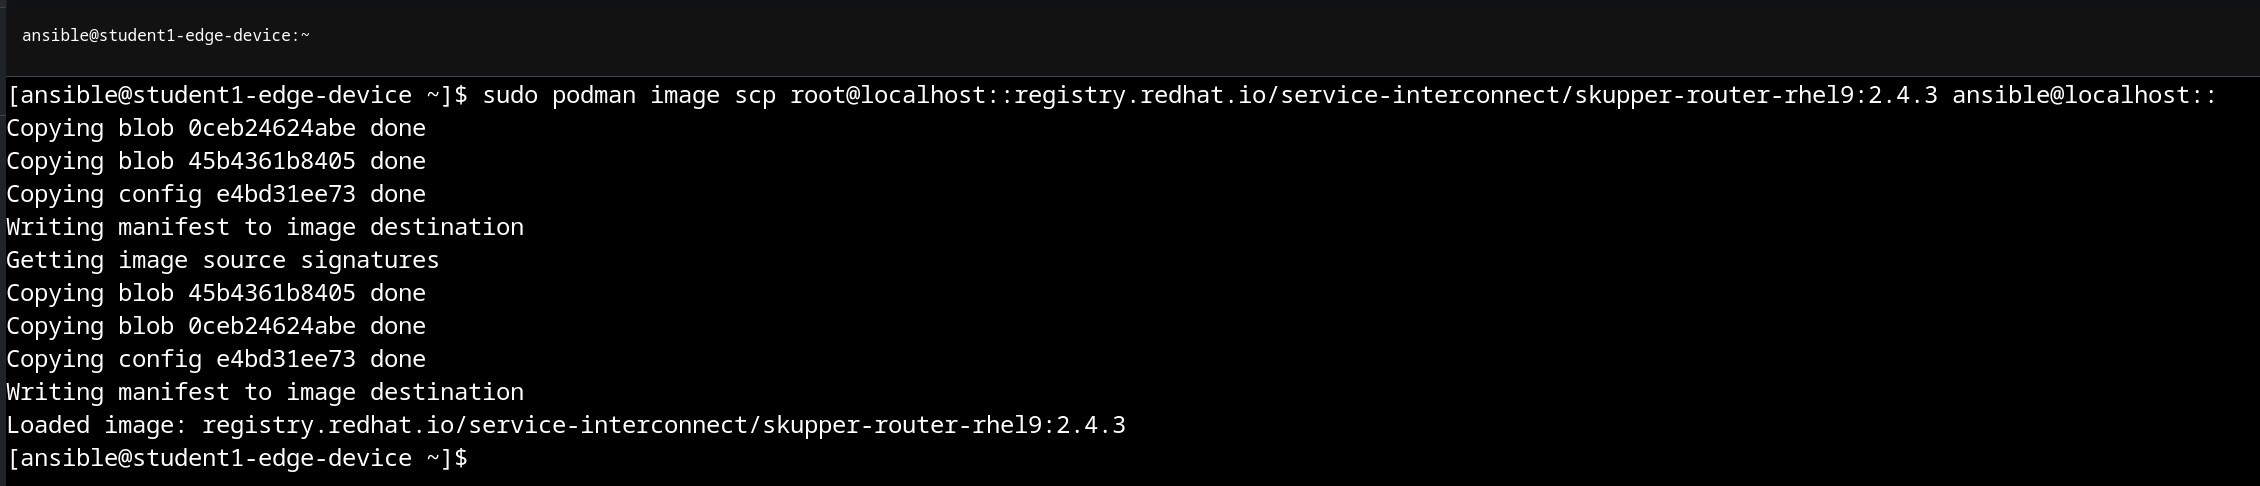 ansible@student1-edge-device:~
[ansible@student1-edge-device ~]$ sudo podman image scp root@localhost::registry.redhat.io/service-interconnect/skupper-router-rhel9:2.4.3 ansible@localhost::
Copying blob 0ceb24624abe done
Copying blob 45b4361b8405 done
Copying config e4bd31ee73 done
Writing manifest to image destination
Getting image source signatures
Copying blob 45b4361b8405 done
Copying blob 0ceb24624abe done
Copying config e4bd31ee73 done
Writing manifest to image destination
Loaded image: registry.redhat.io/service-interconnect/skupper-router-rhel9:2.4.3
[ansible@student1-edge-device ~]$